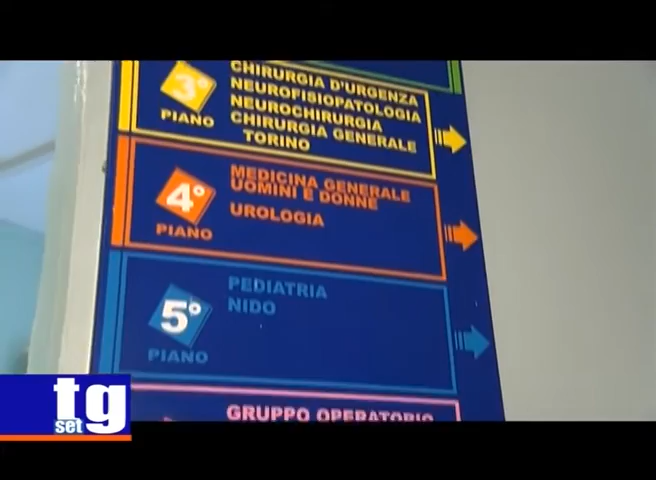 3°
PIANO
CHIRURGIA D'URGENZA
NEUROFISIOPATOLOGIA
NEUROCHIRURGIA
CHIRURGIA GENERALE
TORINO
4°
PIANO
MEDICINA GENERALE
UOMINI E DONNE
UROLOGIA
5°
PIANO
PEDIATRIA
NIDO
GRUPPO OPERATORIO
tg
set